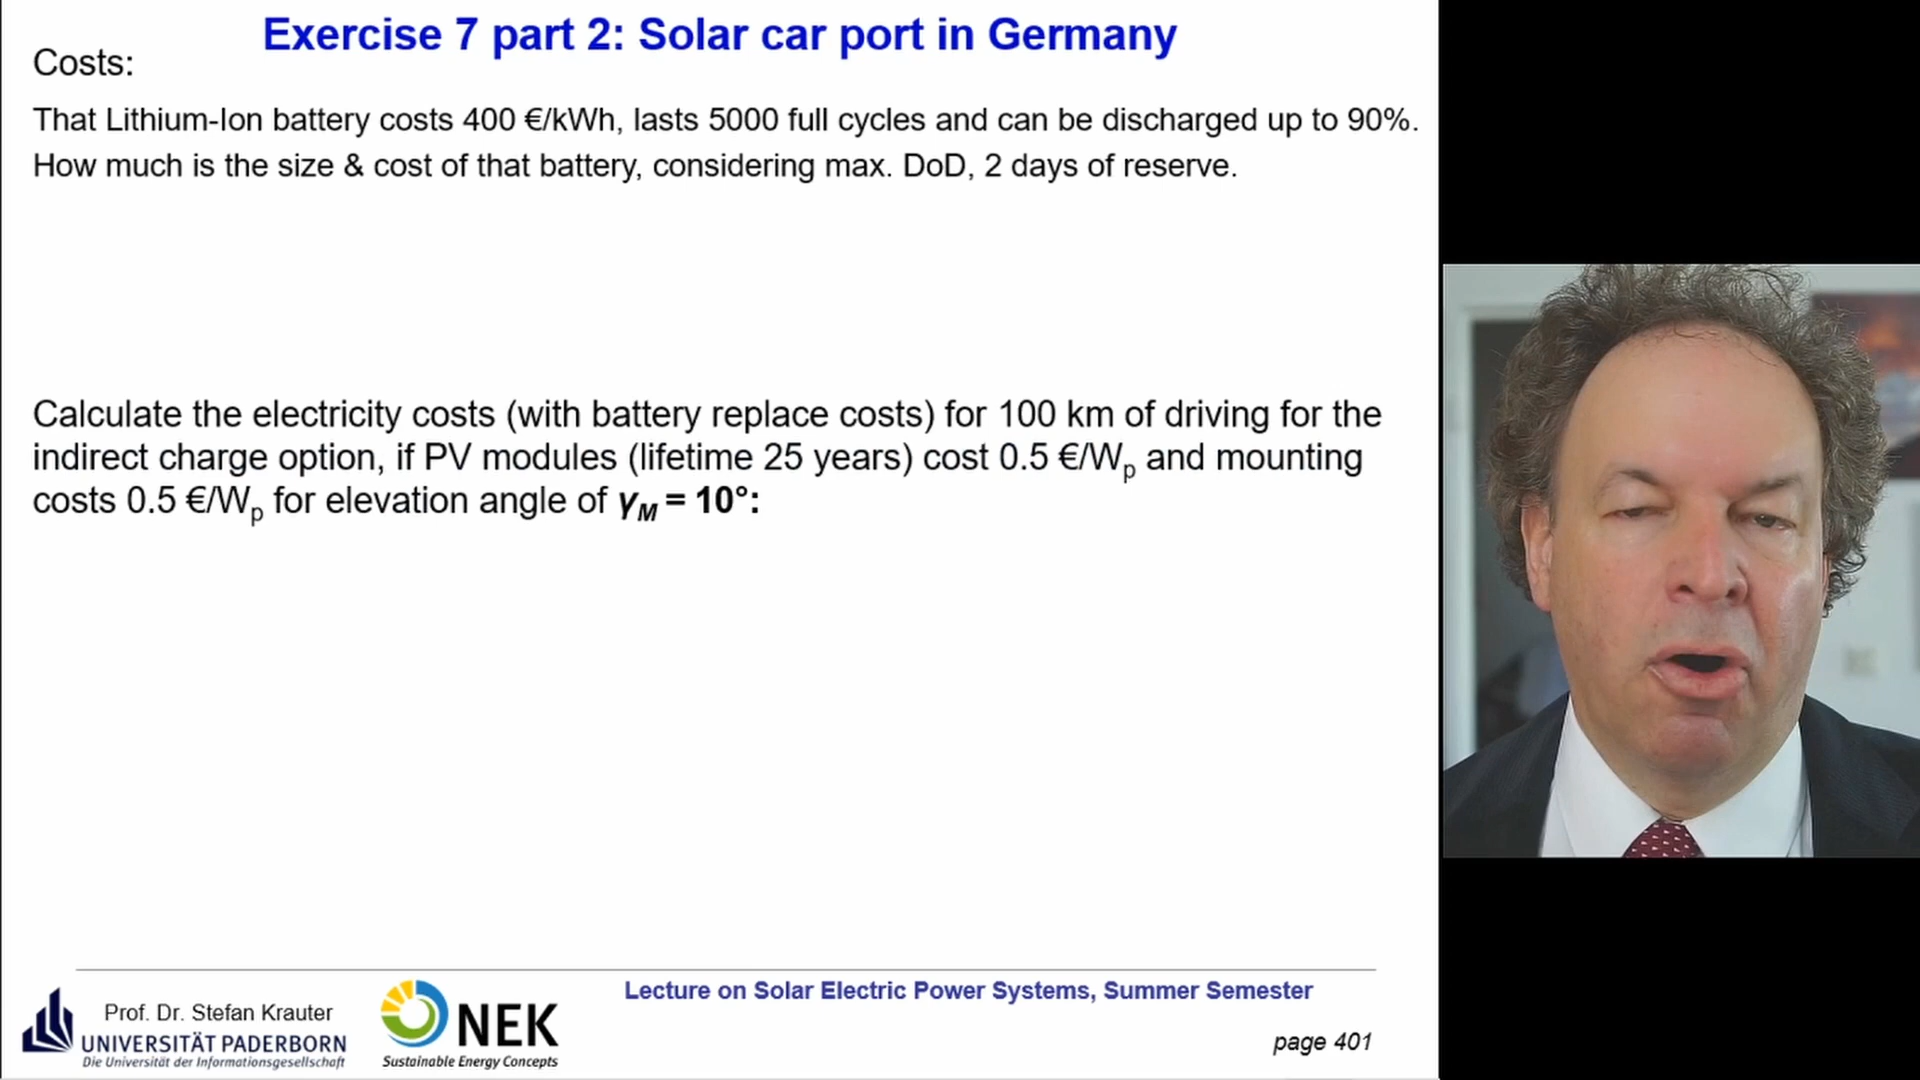 Exercise 7 part 2: Solar car port in Germany
Costs:
That Lithium-Ion battery costs 400 €/kWh, lasts 5000 full cycles and can be discharged up to 90%.
How much is the size & cost of that battery, considering max. DoD, 2 days of reserve.
Calculate the electricity costs (with battery replace costs) for 100 km of driving for the
indirect charge option, if PV modules (lifetime 25 years) cost 0.5 €/Wp and mounting
costs 0.5 €/Wp for elevation angle of γM = 10°:
Prof. Dr. Stefan Krauter
UNIVERSITÄT PADERBORN
Die Universität der Informationsgesellschaft
NEK
Sustainable Energy Concepts
Lecture on Solar Electric Power Systems, Summer Semester
page 401